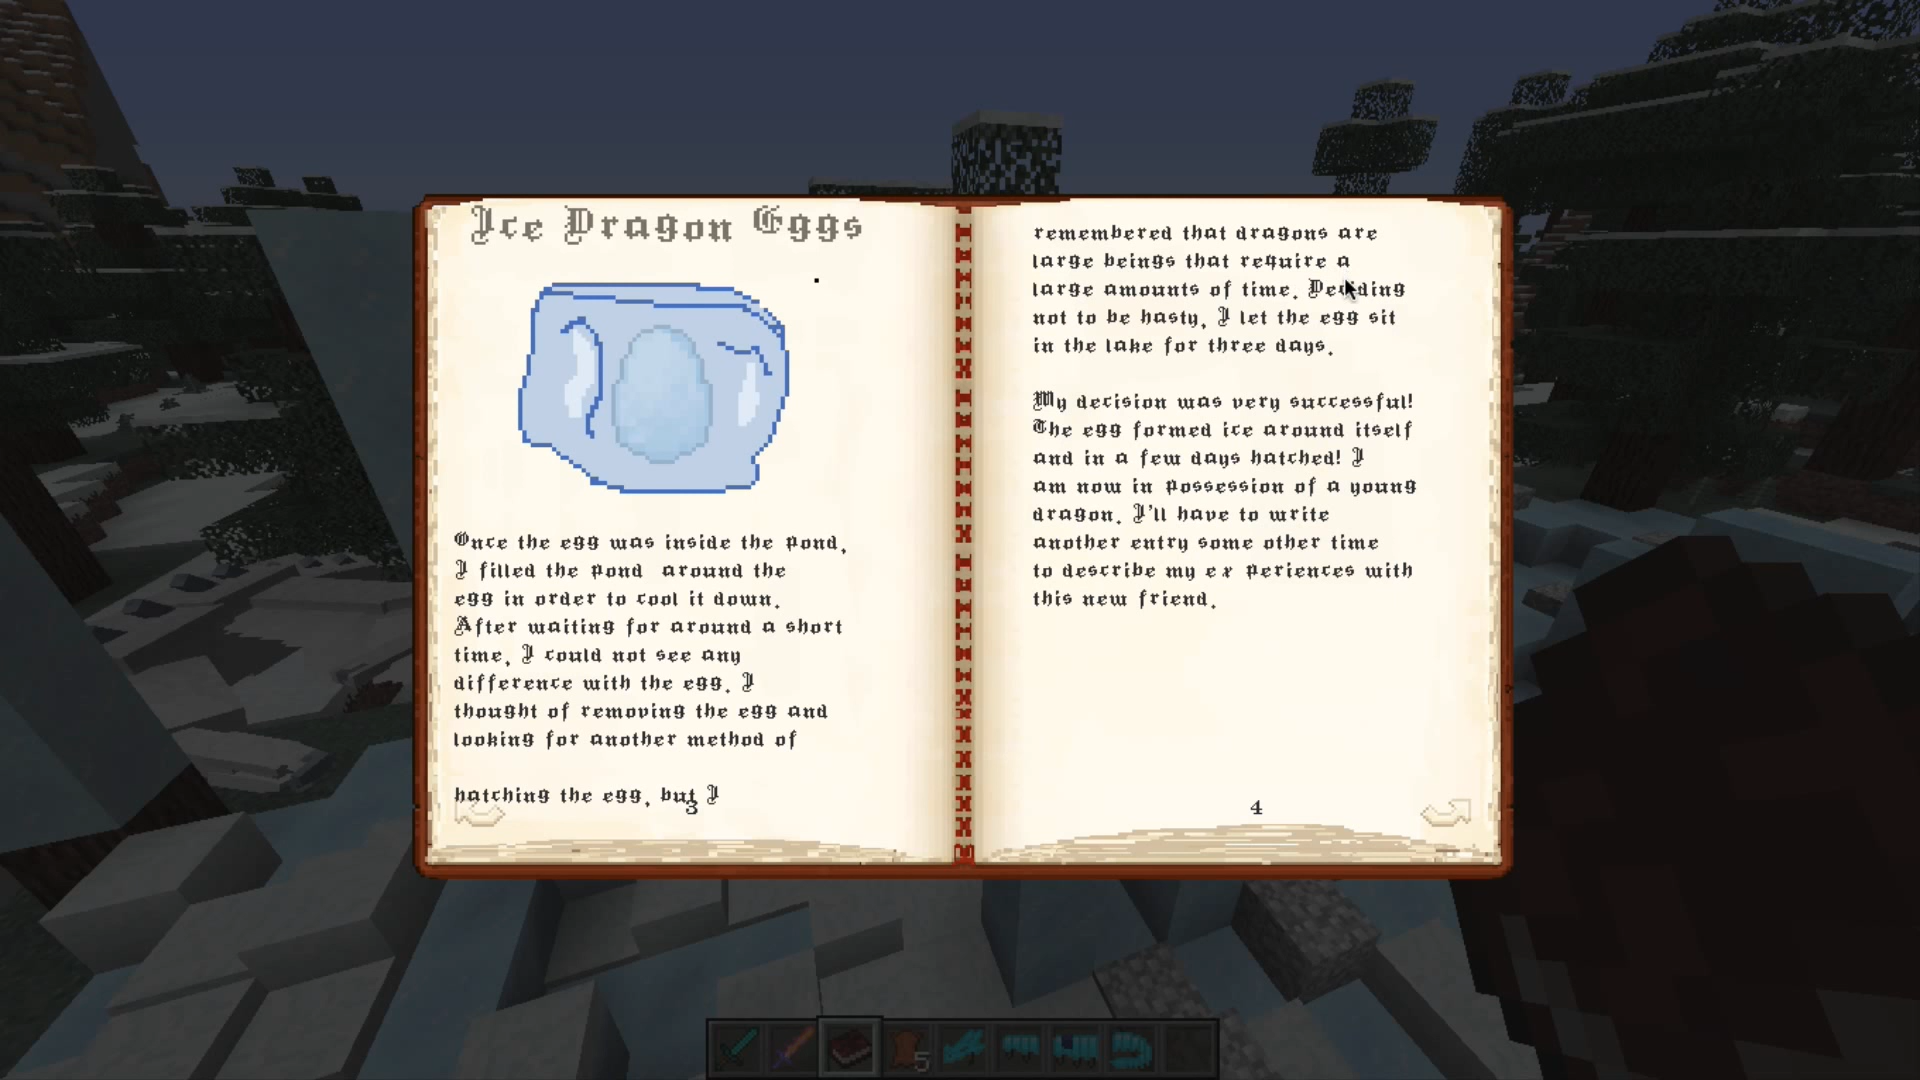 Ice Dragon Eggs
Once the egg was inside the pond,
I filled the pond around the
egg in order to cool it down.
After waiting for around a short
time, I could not see any
difference with the egg. I
thought of removing the egg and
looking for another method of
hatching the egg, but I
3
remembered that dragons are
large beings that require a
large amounts of time. Deciding
not to be hasty, I let the egg sit
in the lake for three days.
My decision was very successful!
The egg formed ice around itself
and in a few days hatched! I
am now in possession of a young
dragon. I'll have to write
another entry some other time
to describe my ex periences with
this new friend.
4
5